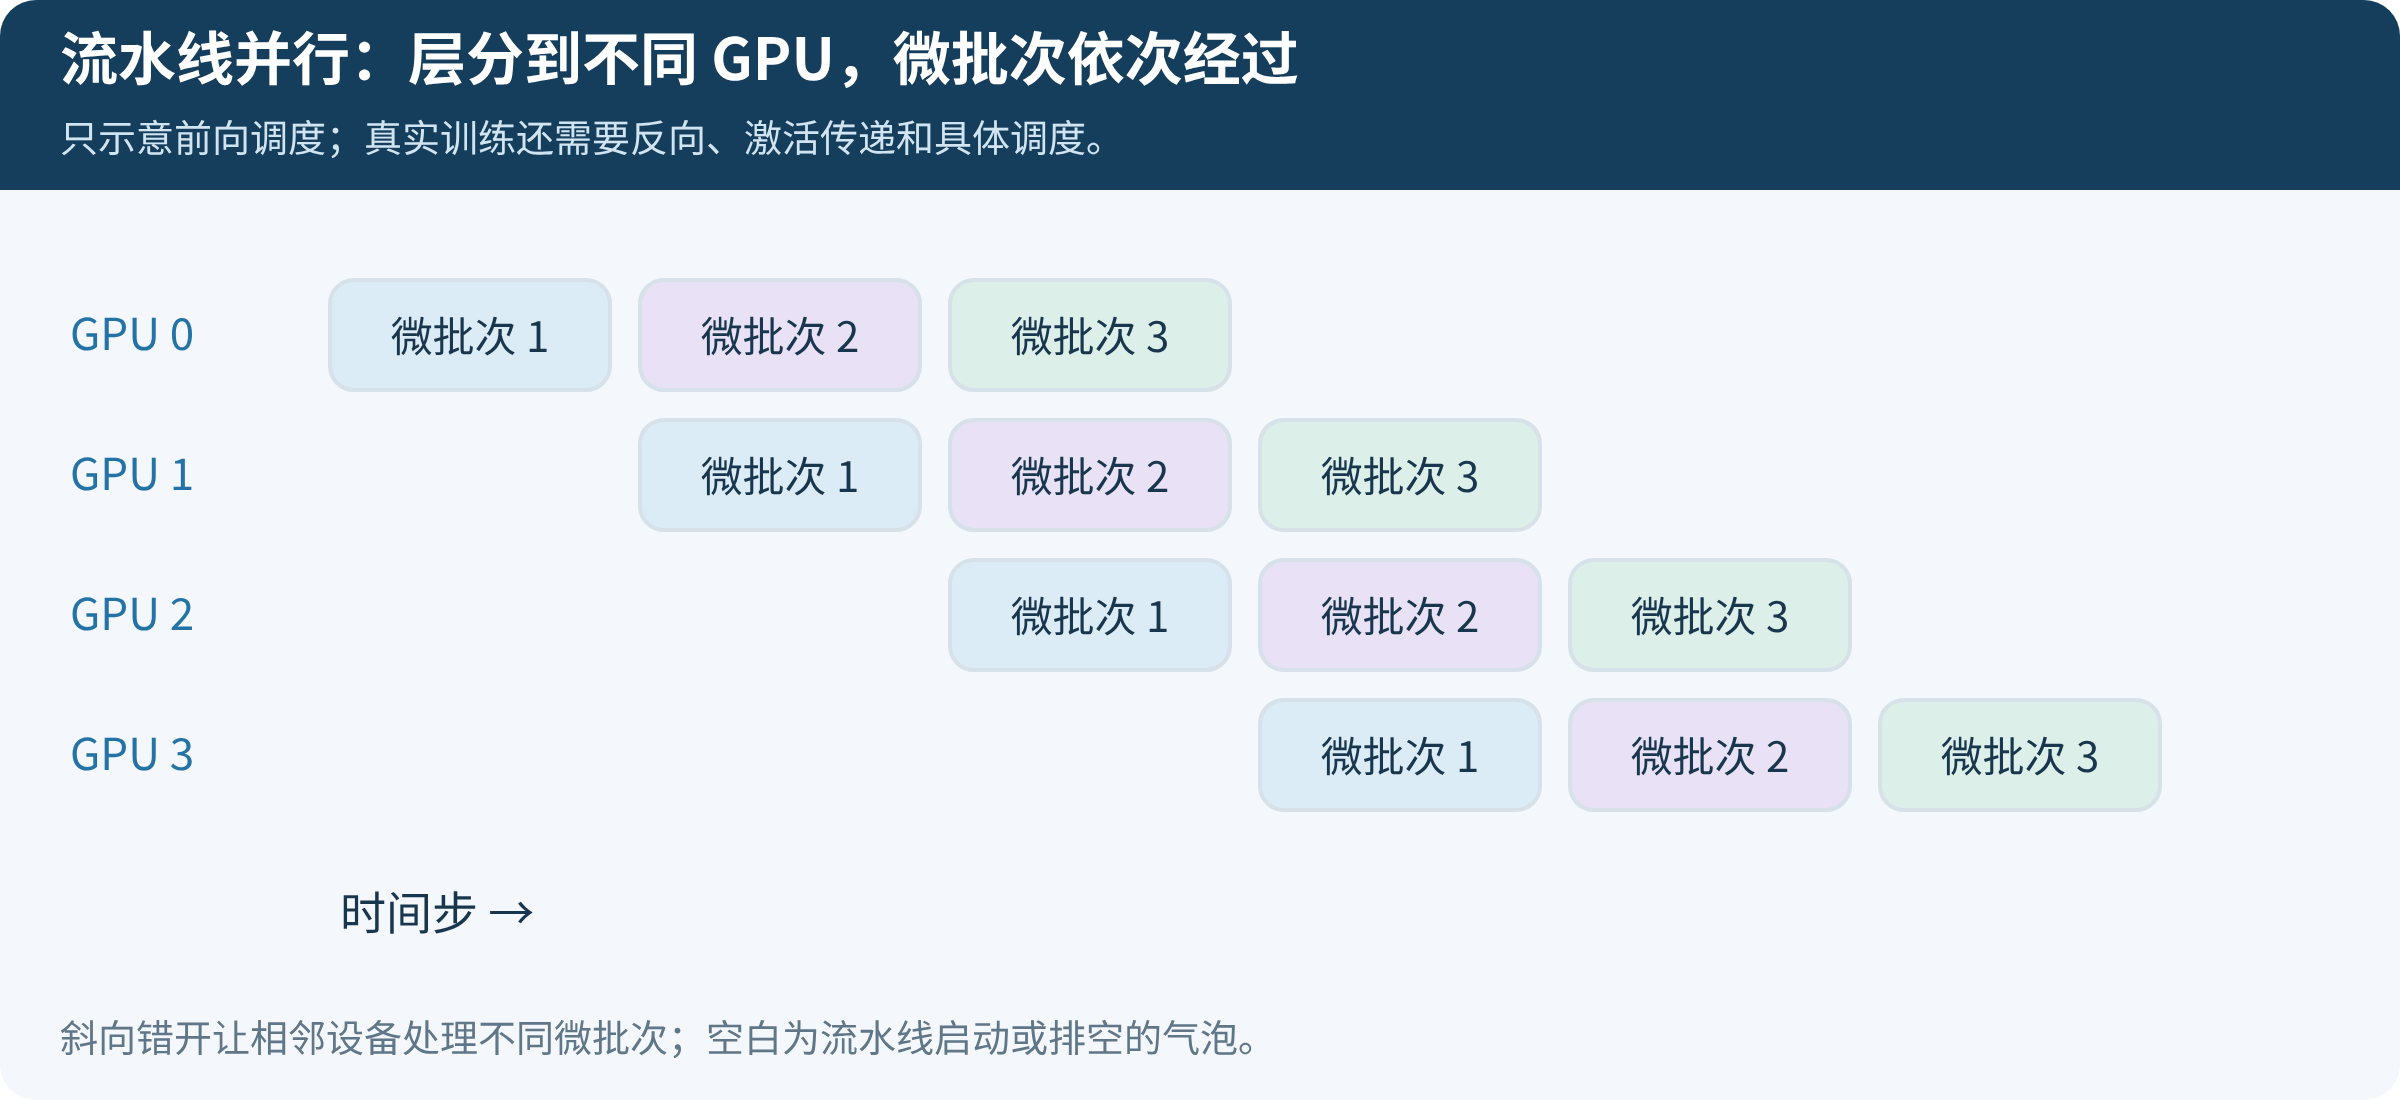 流水线并行：层分到不同 GPU，微批次依次经过
只示意前向调度；真实训练还需要反向、激活传递和具体调度。
GPU 0 微批次 1 微批次 2 微批次 3
GPU 1 微批次 1 微批次 2 微批次 3
GPU 2 微批次 1 微批次 2 微批次 3
GPU 3 微批次 1 微批次 2 微批次 3
时间步 →
斜向错开让相邻设备处理不同微批次；空白为流水线启动或排空的气泡。